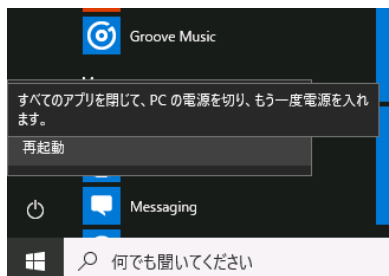 Groove Music
すべてのアプリを閉じて、PC の電源を切り、もう一度電源を入れ
ます。
再起動
Messaging
何でも聞いてください